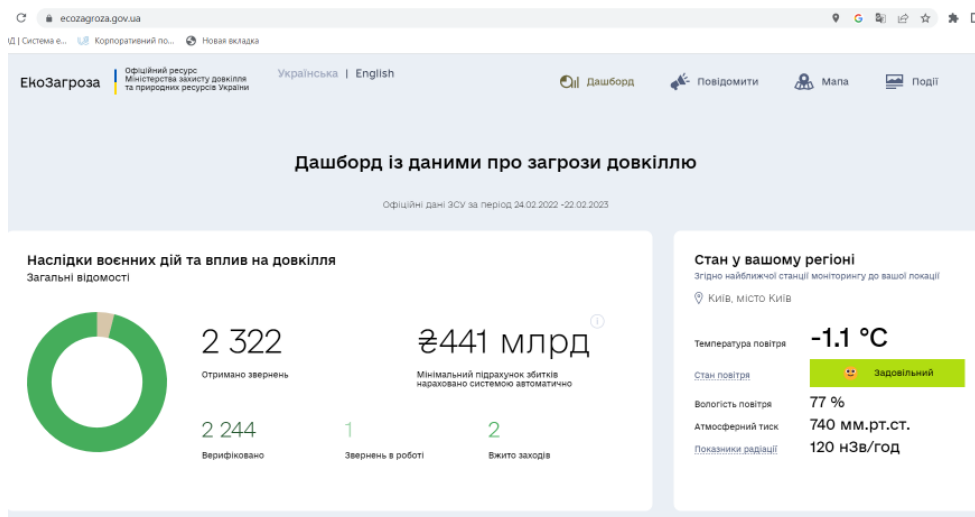 ecozagroza.gov.ua
Д | Система е... Корпоративний по... Новая вкладка
ЕкоЗагроза
Офіційний ресурс
Міністерства захисту довкілля
та природних ресурсів України
Українська | English
Дашборд
Повідомити
Мапа
Події
Дашборд із даними про загрози довкіллю
Офіційні дані ЗСУ за період 24.02.2022 -22.02.2023
Наслідки воєнних дій та вплив на довкілля
Загальні відомості
2 322
Отримано звернень
₴441 млрд
Мінімальний підрахунок збитків
нараховано системою автоматично
2 244
Верифіковано
1
Звернень в роботі
2
Вжито заходів
Стан у вашому регіоні
Згідно найближчої станції моніторингу до вашої локації
Київ, місто Київ
Температура повітря -1.1 °C
Стан повітря Задовільний
Вологість повітря 77 %
Атмосферний тиск 740 мм.рт.ст.
Показники радіації 120 нЗв/год